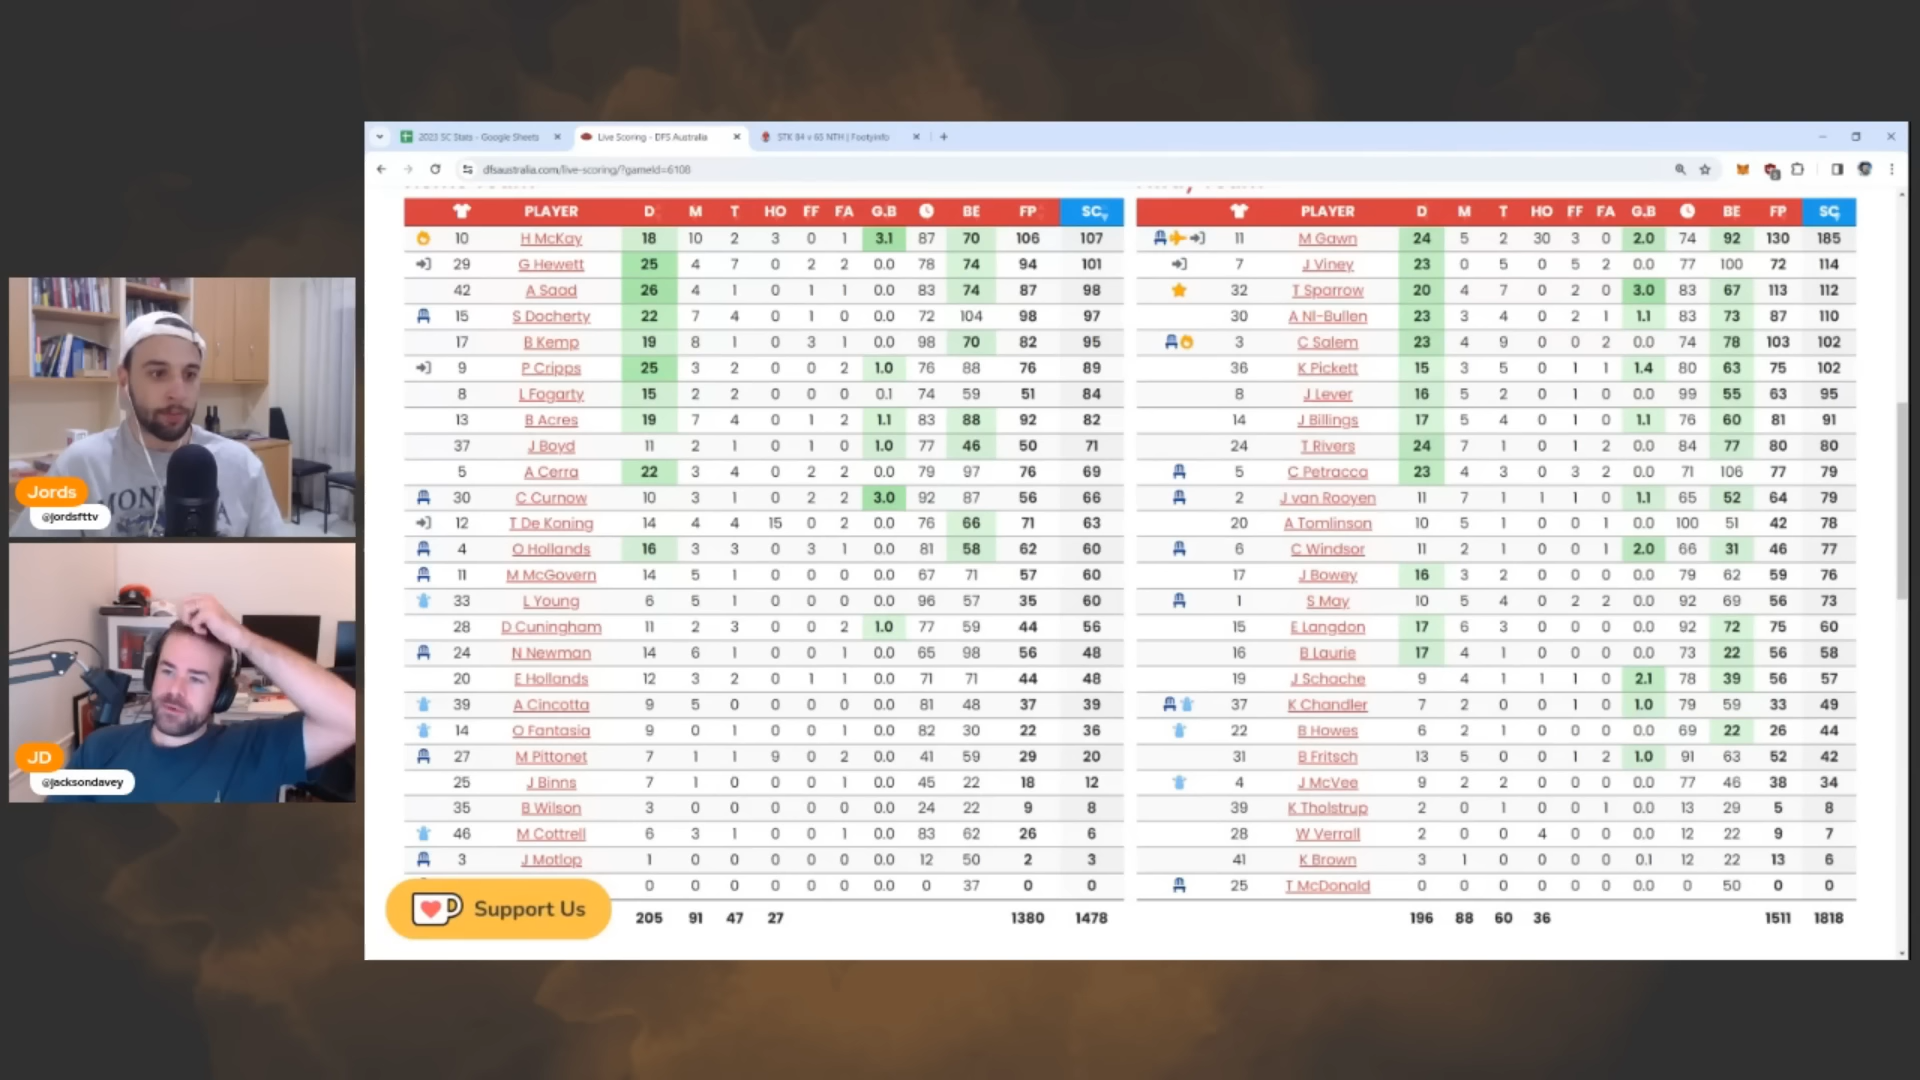 2023 SC Stats - Google Sheets
Live Scoring - DFS Australia
STK 84 v 65 NTH | Footyinfo
dfsaustralia.com/live-scoring/?gameId=6108
PLAYER D M T HO FF FA G.B BE FP SC
10 H McKay 18 10 2 3 0 1 3.1 87 70 106 107
29 G Hewett 25 4 7 0 2 2 0.0 78 74 94 101
42 A Saad 26 4 1 0 1 1 0.0 83 74 87 98
15 S Docherty 22 7 4 0 1 0 0.0 72 104 98 97
17 B Kemp 19 8 1 0 3 1 0.0 98 70 82 95
9 P Cripps 25 3 2 0 0 2 1.0 76 88 76 89
8 L Fogarty 15 2 2 0 0 0 0.1 74 59 51 84
13 B Acres 19 7 4 0 1 2 1.1 83 88 92 82
37 J Boyd 11 2 1 0 1 0 1.0 77 46 50 71
5 A Cerra 22 3 4 0 2 2 0.0 79 97 76 69
30 C Curnow 10 3 1 0 2 2 3.0 92 87 56 66
12 T De Koning 14 4 4 15 0 2 0.0 76 66 71 63
4 O Hollands 16 3 3 0 3 1 0.0 81 58 62 60
11 M McGovern 14 5 1 0 0 0 0.0 67 71 57 60
33 L Young 6 5 1 0 0 0 0.0 96 57 35 60
28 D Cuningham 11 2 3 0 0 2 1.0 77 59 44 56
24 N Newman 14 6 1 0 0 1 0.0 65 98 56 48
20 E Hollands 12 3 2 0 1 1 0.0 71 71 44 48
39 A Cincotta 9 5 0 0 0 0 0.0 81 48 37 39
14 O Fantasia 9 0 1 0 0 1 0.0 82 30 22 36
27 M Pittonet 7 1 1 9 0 2 0.0 41 59 29 20
25 J Binns 7 1 0 0 0 1 0.0 45 22 18 12
35 B Wilson 3 0 0 0 0 0 0.0 24 22 9 8
46 M Cottrell 6 3 1 0 0 1 0.0 83 62 26 6
3 J Motlop 1 0 0 0 0 0 0.0 12 50 2 3
0 0 0 0 0 0 0.0 0 37 0 0
205 91 47 27 1380 1478
PLAYER D M T HO FF FA G.B BE FP SC
11 M Gawn 24 5 2 30 3 0 2.0 74 92 130 185
7 J Viney 23 0 5 0 5 2 0.0 77 100 72 114
32 T Sparrow 20 4 7 0 2 0 3.0 83 67 113 112
30 A NI-Bullen 23 3 4 0 2 1 1.1 83 73 87 110
3 C Salem 23 4 9 0 0 2 0.0 74 78 103 102
36 K Pickett 15 3 5 0 1 1 1.4 80 63 75 102
8 J Lever 16 5 2 0 1 0 0.0 99 55 63 95
14 J Billings 17 5 4 0 1 0 1.1 76 60 81 91
24 T Rivers 24 7 1 0 1 2 0.0 84 77 80 80
5 C Petracca 23 4 3 0 3 2 0.0 71 106 77 79
2 J van Rooyen 11 7 1 1 1 0 1.1 65 52 64 79
20 A Tomlinson 10 5 1 0 0 1 0.0 100 51 42 78
6 C Windsor 11 2 1 0 0 1 2.0 66 31 46 77
17 J Bowey 16 3 2 0 0 0 0.0 79 62 59 76
1 S May 10 5 4 0 2 2 0.0 92 69 56 73
15 E Langdon 17 6 3 0 0 0 0.0 92 72 75 60
16 B Laurie 17 4 1 0 0 0 0.0 73 22 56 58
19 J Schache 9 4 1 1 1 0 2.1 78 39 56 57
37 K Chandler 7 2 0 0 1 0 1.0 79 59 33 49
22 B Howes 6 2 1 0 0 0 0.0 69 22 26 44
31 B Fritsch 13 5 0 0 1 2 1.0 91 63 52 42
4 J McVee 9 2 2 0 0 0 0.0 77 46 38 34
39 K Tholstrup 2 0 1 0 0 1 0.0 13 29 5 8
28 W Verrall 2 0 0 4 0 0 0.0 12 22 9 7
41 K Brown 3 1 0 0 0 0 0.1 12 22 13 6
25 T McDonald 0 0 0 0 0 0 0.0 0 50 0 0
196 88 60 36 1511 1818
Support Us
Jords
@jordsfttv
JD
@jacksondavey